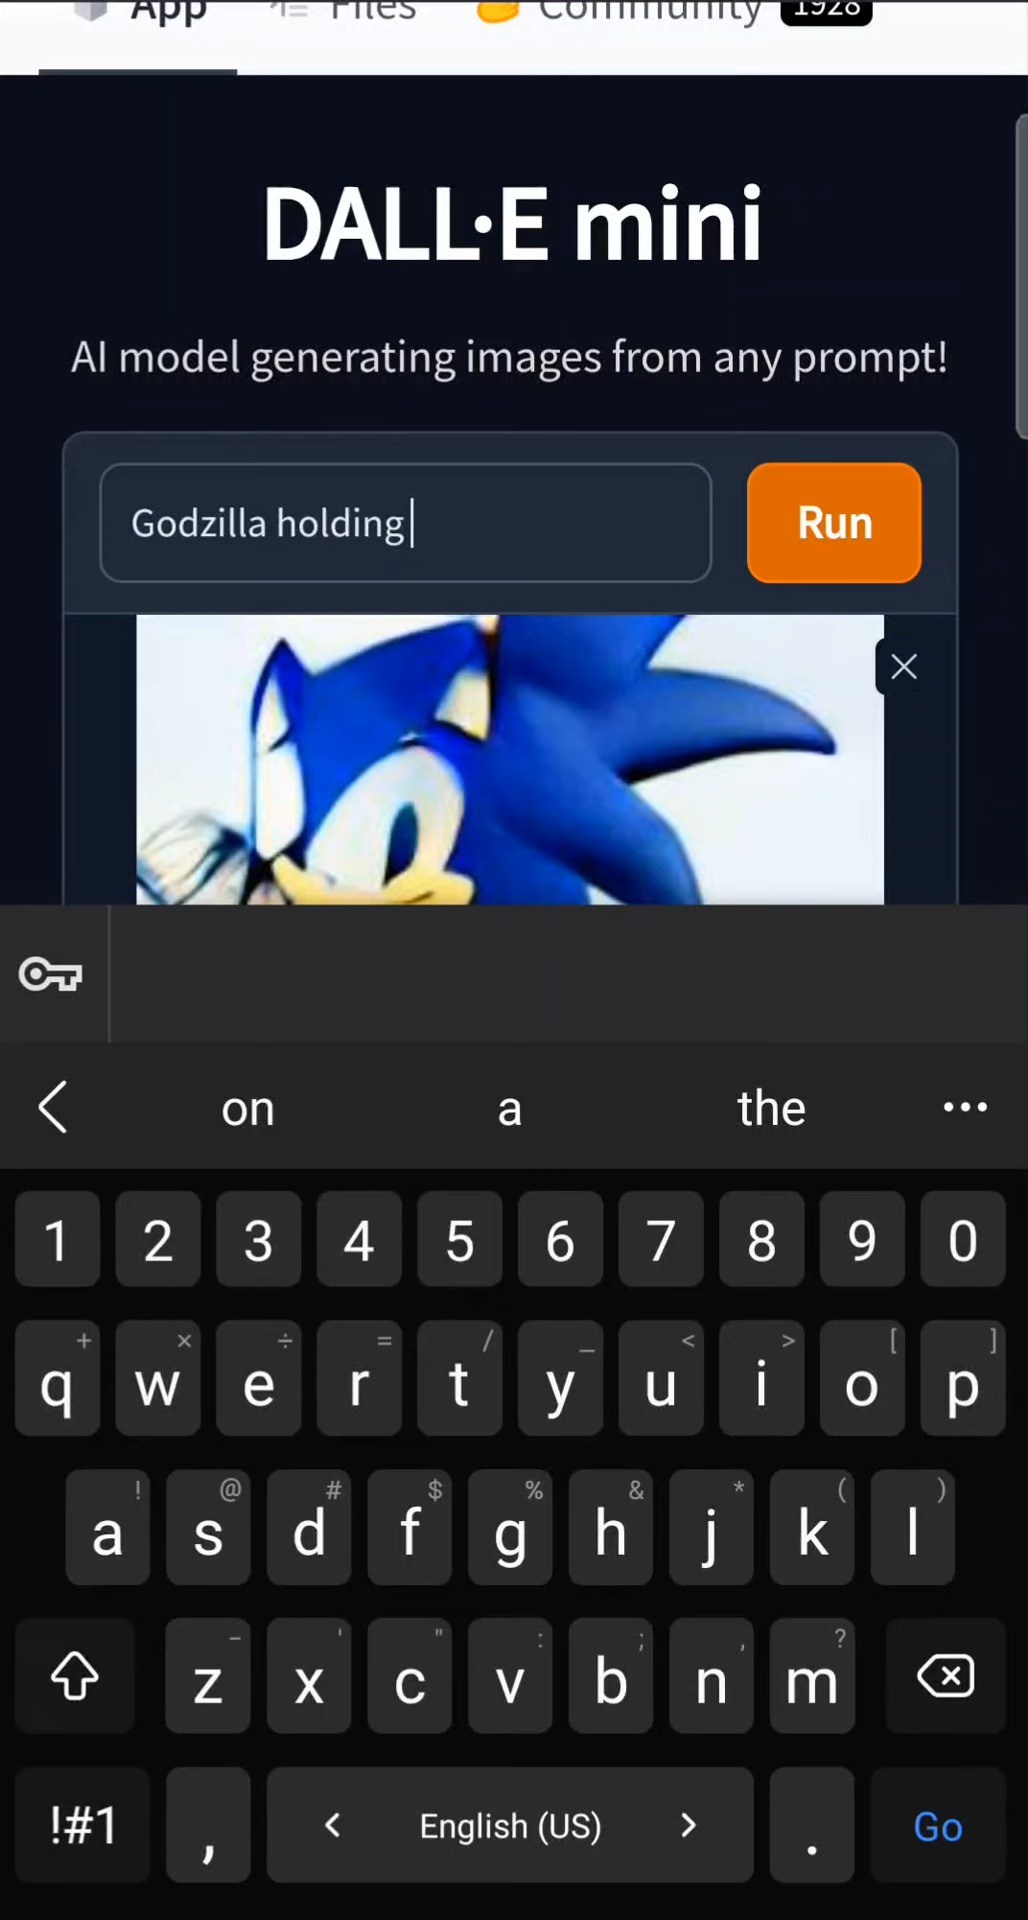 App Files Community 1928
DALL·E mini
AI model generating images from any prompt!
Godzilla holding Run
on a the
1 2 3 4 5 6 7 8 9 0
+ × ÷ = / _ < > [ ]
q w e r t y u i o p
! @ # $ % & * ( )
a s d f g h j k l
- ' " : ; , ?
z x c v b n m
!#1 , < English (US) > . Go